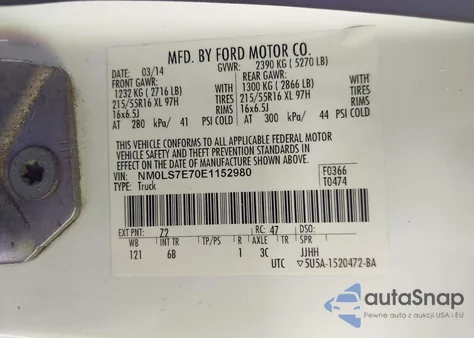 MFD. BY FORD MOTOR CO.
DATE: 03/14 GVWR: 2390 KG ( 5270 LB)
FRONT GAWR: REAR GAWR:
1232 KG ( 2716 LB) WITH 1300 KG ( 2866 LB) WITH
215/55R16 XL 97H TIRES 215/55R16 XL 97H TIRES
16x6.5J RIMS 16x6.5J RIMS
AT 280 kPa/ 41 PSI COLD AT 300 kPa/ 44 PSI COLD
THIS VEHICLE CONFORMS TO ALL APPLICABLE FEDERAL MOTOR
VEHICLE SAFETY AND THEFT PREVENTION STANDARDS IN
EFFECT ON THE DATE OF MANUFACTURE SHOWN ABOVE.
VIN: NM0LS7E70E1152980 F0366
TYPE: Truck T0474
EXT PNT: Z2 RC: 47 DSO:
WB INT TR TP/PS R AXLE TR SPR
121 6B 1 3C JJHH
UTC 5U5A-1520472-BA
autoSnap
Pewne auta z aukcji USA i EU